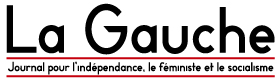 La Gauche
Journal pour l'indépendance, le féministe et le socialisme